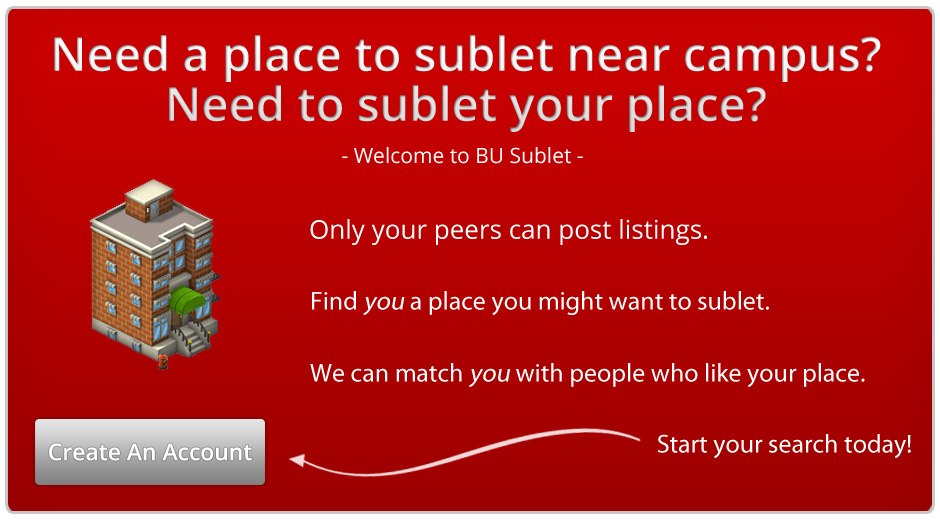 Need a place to sublet near campus?
Need to sublet your place?
- Welcome to BU Sublet -
Only your peers can post listings.
Find you a place you might want to sublet.
We can match you with people who like your place.
Create An Account
Start your search today!